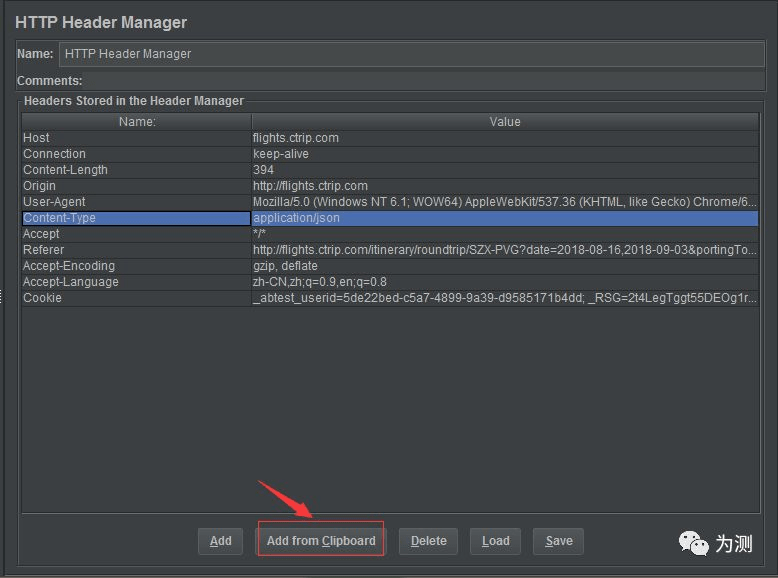 HTTP Header Manager
Name: HTTP Header Manager
Comments:
Headers Stored in the Header Manager
Name: Value
Host flights.ctrip.com
Connection keep-alive
Content-Length 394
Origin http://flights.ctrip.com
User-Agent Mozilla/5.0 (Windows NT 6.1; WOW64) AppleWebKit/537.36 (KHTML, like Gecko) Chrome/6...
Content-Type application/json
Accept */*
Referer http://flights.ctrip.com/itinerary/roundtrip/SZX-PVG?date=2018-08-16,2018-09-03&portingTo...
Accept-Encoding gzip, deflate
Accept-Language zh-CN,zh;q=0.9,en;q=0.8
Cookie _abtest_userid=5de22bed-c5a7-4899-9a39-d9585171b4dd; _RSG=2t4LegTggt55DEOg1r...
Add Add from Clipboard Delete Load Save
为测